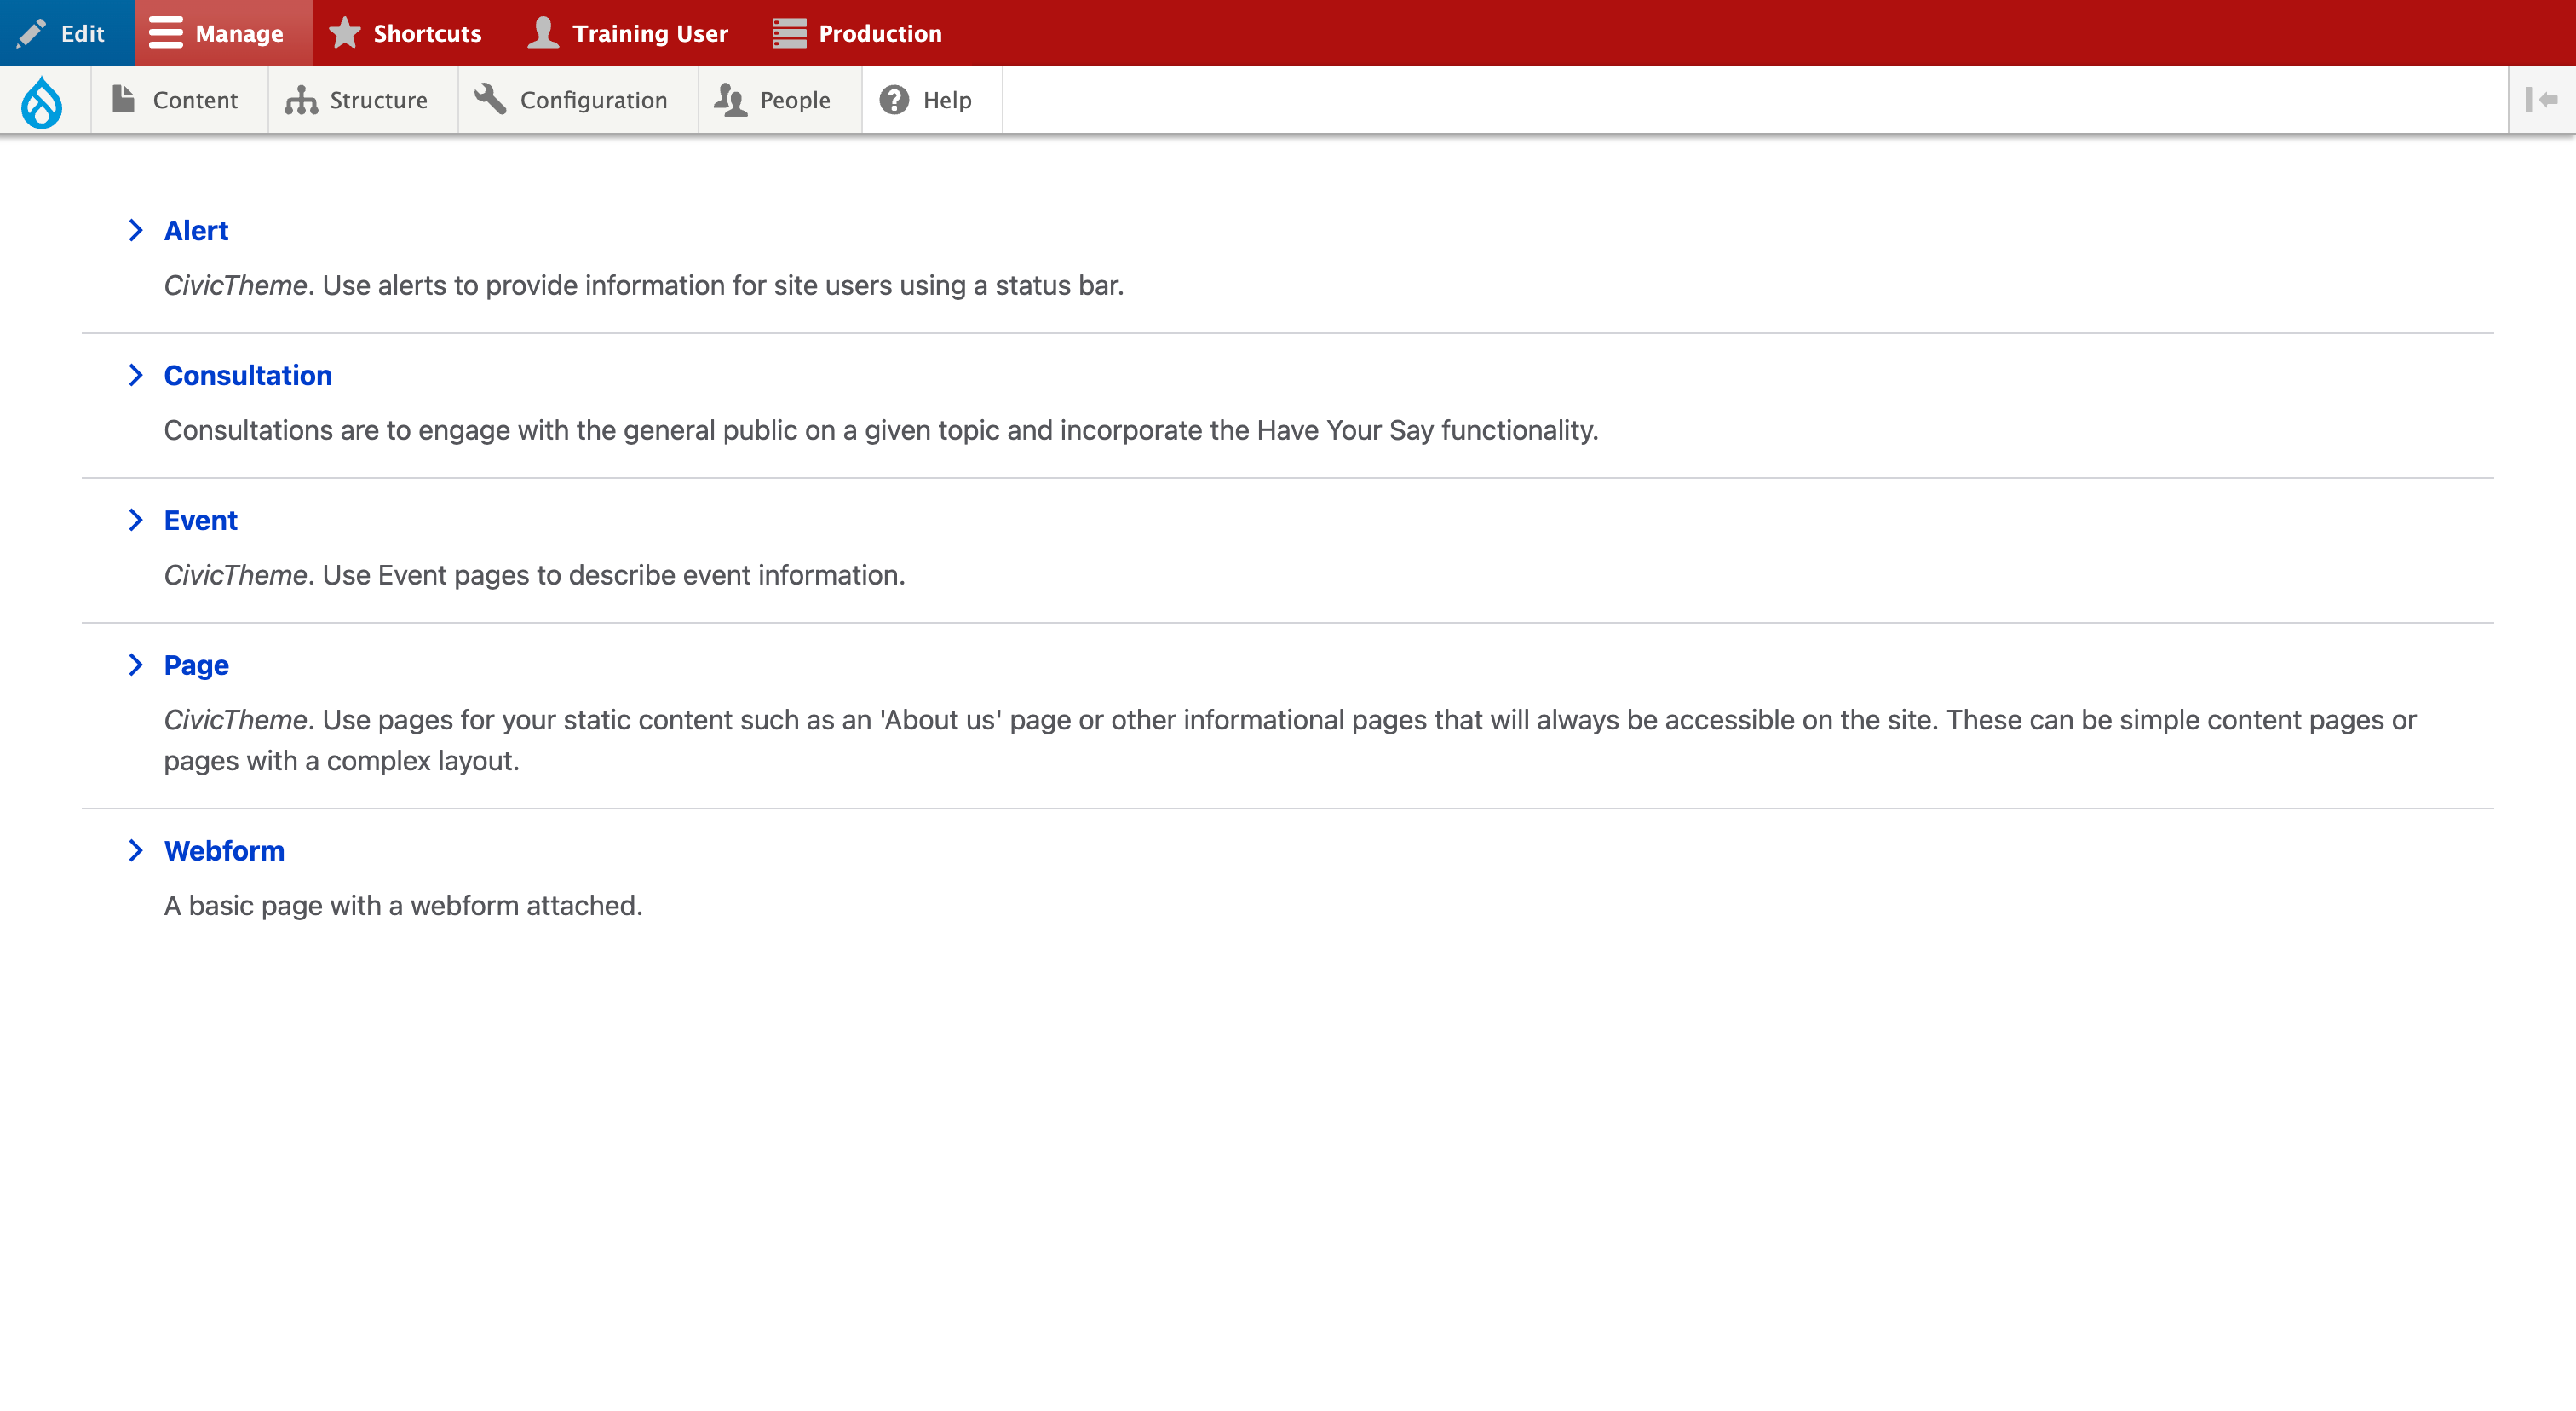 Edit Manage Shortcuts Training User Production
Content Structure Configuration People Help
Alert
CivicTheme. Use alerts to provide information for site users using a status bar.
Consultation
Consultations are to engage with the general public on a given topic and incorporate the Have Your Say functionality.
Event
CivicTheme. Use Event pages to describe event information.
Page
CivicTheme. Use pages for your static content such as an 'About us' page or other informational pages that will always be accessible on the site. These can be simple content pages or
pages with a complex layout.
Webform
A basic page with a webform attached.